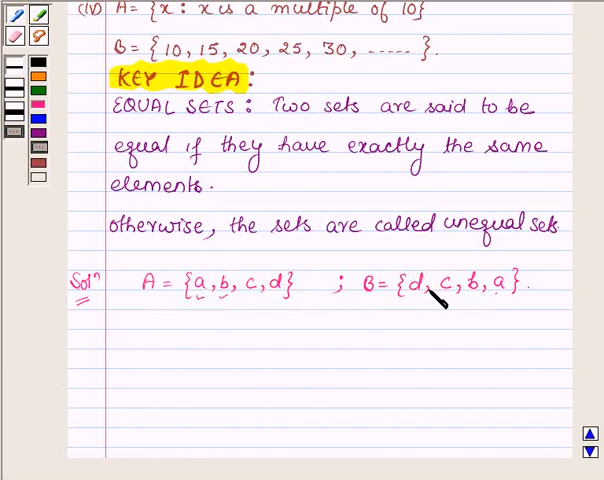 (IV) A = {x : x is a multiple of 10}
B = { 10, 15, 20, 25, 30, ..... }.
KEY IDEA :
EQUAL SETS : Two sets are said to be
equal if they have exactly the same
elements.
otherwise, the sets are called unequal sets.
Solⁿ A = {a, b, c, d} ; B = {d, c, b, a}.